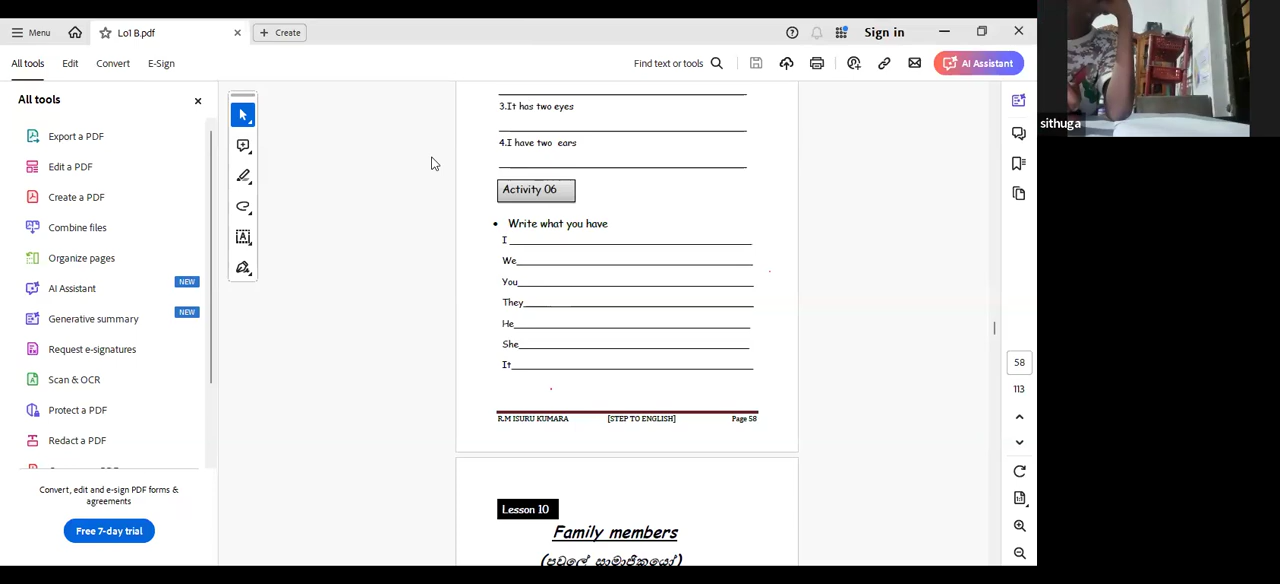 Menu
Lo1 B.pdf
Create
Sign in
All tools
Edit
Convert
E-Sign
Find text or tools
AI Assistant
All tools
Export a PDF
Edit a PDF
Create a PDF
Combine files
Organize pages
AI Assistant
NEW
Generative summary
NEW
Request e-signatures
Scan & OCR
Protect a PDF
Redact a PDF
Convert, edit and e-sign PDF forms &
agreements
Free 7-day trial
3.It has two eyes
4.I have two ears
Activity 06
• Write what you have
I
We
You
They
He
She
It
R.M ISURU KUMARA [STEP TO ENGLISH] Page 58
Lesson 10
Family members
(පවුලේ සාමාජිකයෝ)
58
113
sithuga